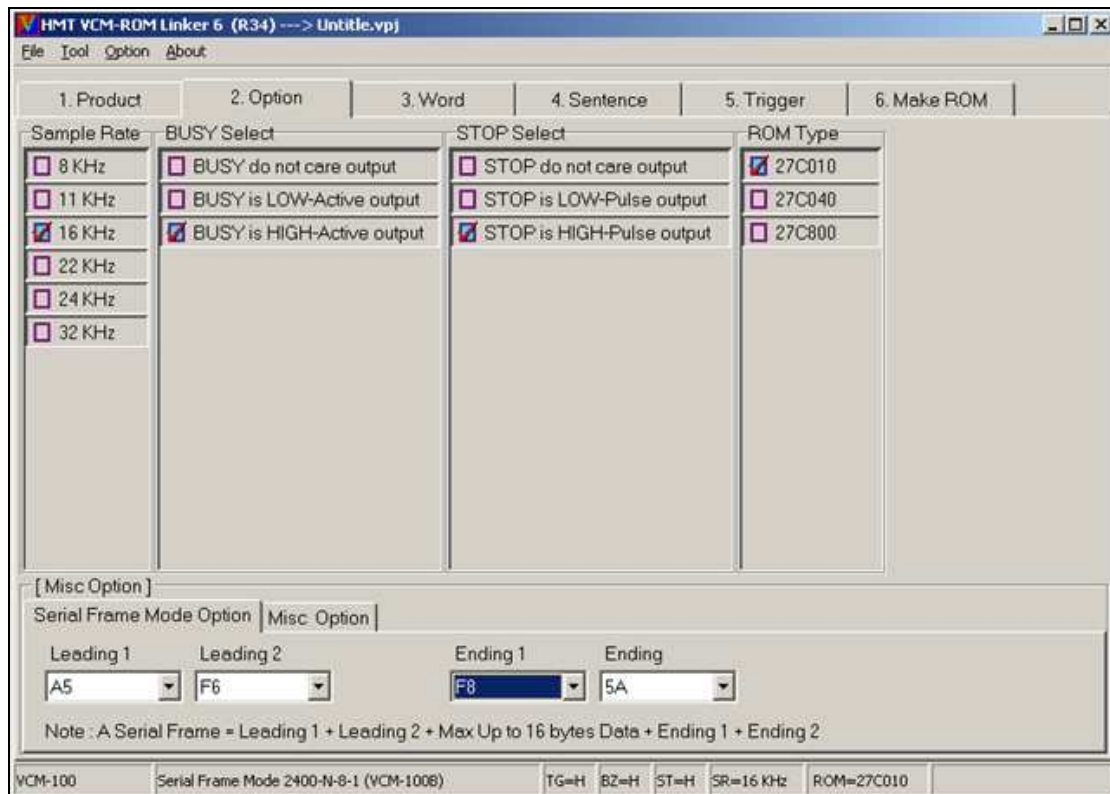 HMT VCM-ROM Linker 6 (R34) ---> Untitle.vpj
File Tool Option About
1. Product 2. Option 3. Word 4. Sentence 5. Trigger 6. Make ROM
Sample Rate BUSY Select STOP Select ROM Type
8 KHz BUSY do not care output STOP do not care output 27C010
11 KHz BUSY is LOW-Active output STOP is LOW-Pulse output 27C040
16 KHz BUSY is HIGH-Active output STOP is HIGH-Pulse output 27C800
22 KHz
24 KHz
32 KHz
[ Misc Option ]
Serial Frame Mode Option Misc Option
Leading 1 Leading 2 Ending 1 Ending
A5 F6 F8 5A
Note : A Serial Frame = Leading 1 + Leading 2 + Max Up to 16 bytes Data + Ending 1 + Ending 2
VCM-100 Serial Frame Mode 2400-N-8-1 (VCM-100B) TG=H BZ=H ST=H SR=16 KHz ROM=27C010